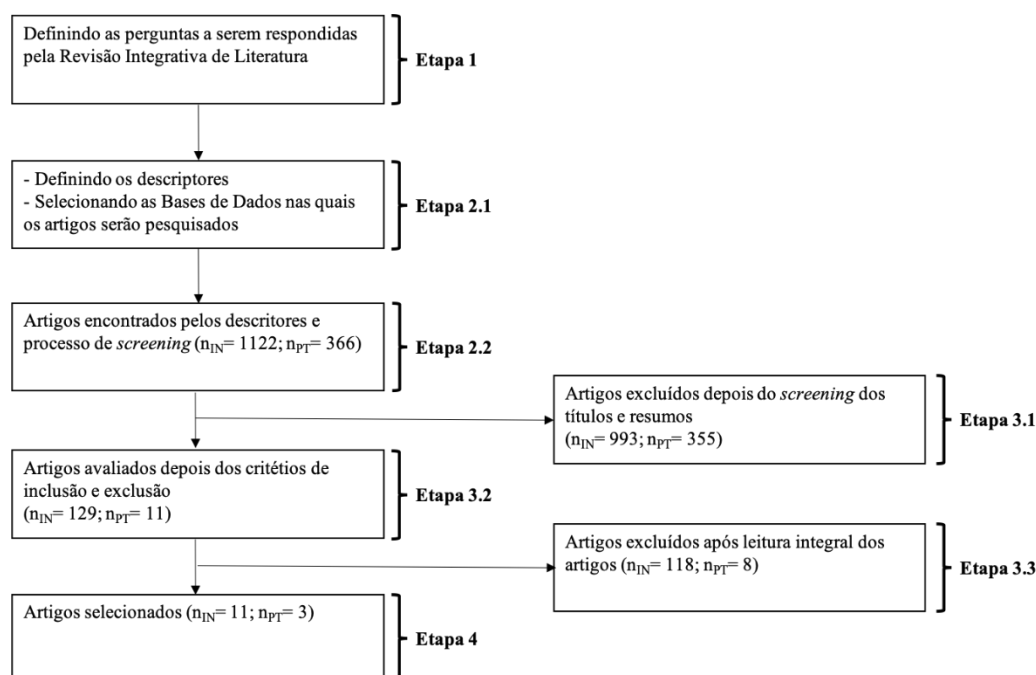 Definindo as perguntas a serem respondidas
pela Revisão Integrativa de Literatura
Etapa 1
- Definindo os descriptores
- Selecionando as Bases de Dados nas quais
os artigos serão pesquisados
Etapa 2.1
Artigos encontrados pelos descritores e
processo de screening (nIN= 1122; nPT= 366)
Etapa 2.2
Artigos excluídos depois do screening dos
títulos e resumos
(nIN= 993; nPT= 355)
Etapa 3.1
Artigos avaliados depois dos critétios de
inclusão e exclusão
(nIN= 129; nPT= 11)
Etapa 3.2
Artigos excluídos após leitura integral dos
artigos (nIN= 118; nPT= 8)
Etapa 3.3
Artigos selecionados (nIN= 11; nPT= 3)
Etapa 4